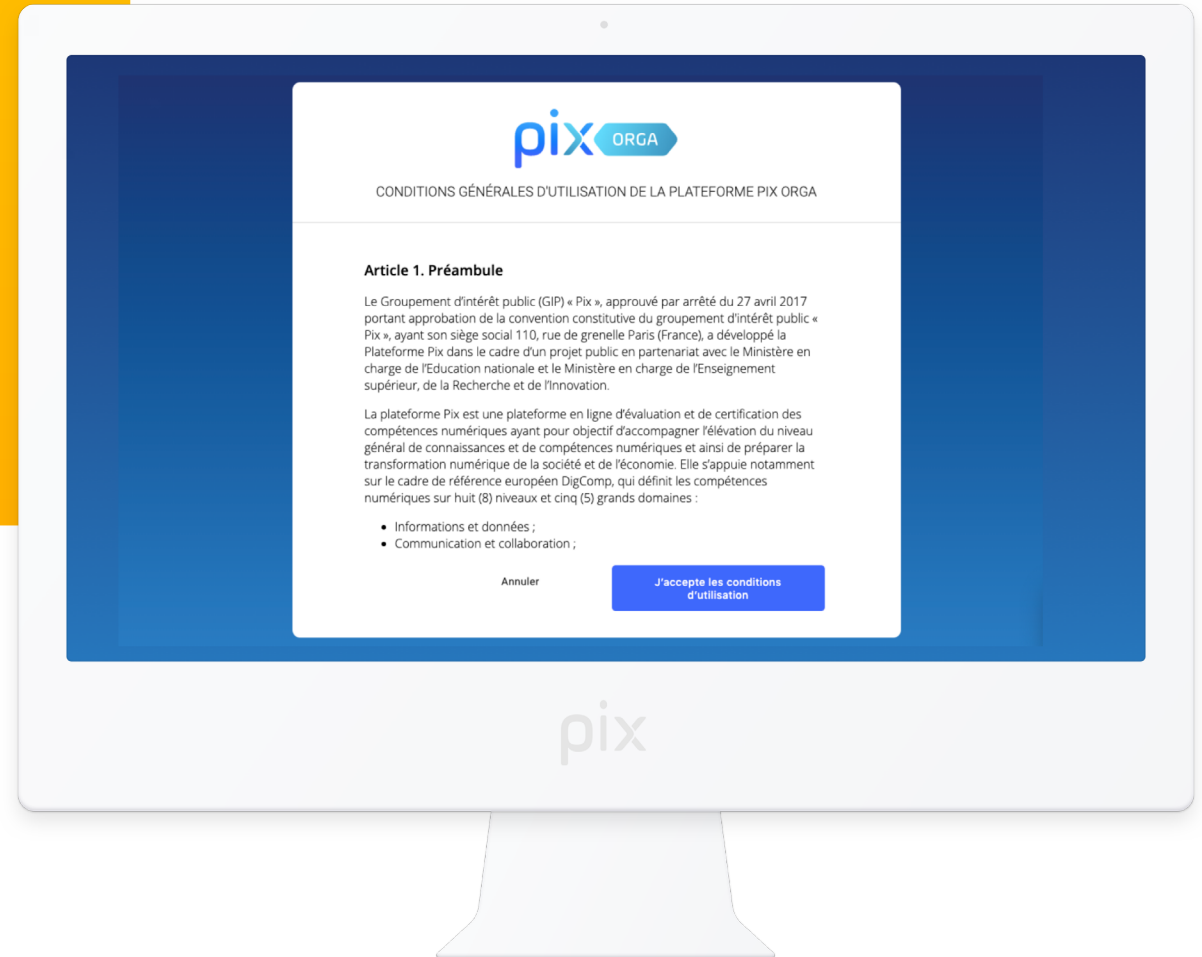 pix ORGA
CONDITIONS GÉNÉRALES D'UTILISATION DE LA PLATEFORME PIX ORGA
Article 1. Préambule
Le Groupement d'intérêt public (GIP) « Pix », approuvé par arrêté du 27 avril 2017
portant approbation de la convention constitutive du groupement d'intérêt public «
Pix », ayant son siège social 110, rue de grenelle Paris (France), a développé la
Plateforme Pix dans le cadre d'un projet public en partenariat avec le Ministère en
charge de l'Education nationale et le Ministère en charge de l'Enseignement
supérieur, de la Recherche et de l'Innovation.
La plateforme Pix est une plateforme en ligne d'évaluation et de certification des
compétences numériques ayant pour objectif d'accompagner l'élévation du niveau
général de connaissances et de compétences numériques et ainsi de préparer la
transformation numérique de la société et de l'économie. Elle s'appuie notamment
sur le cadre de référence européen DigComp, qui définit les compétences
numériques sur huit (8) niveaux et cinq (5) grands domaines :
• Informations et données ;
• Communication et collaboration ;
Annuler
J'accepte les conditions
d'utilisation
pix